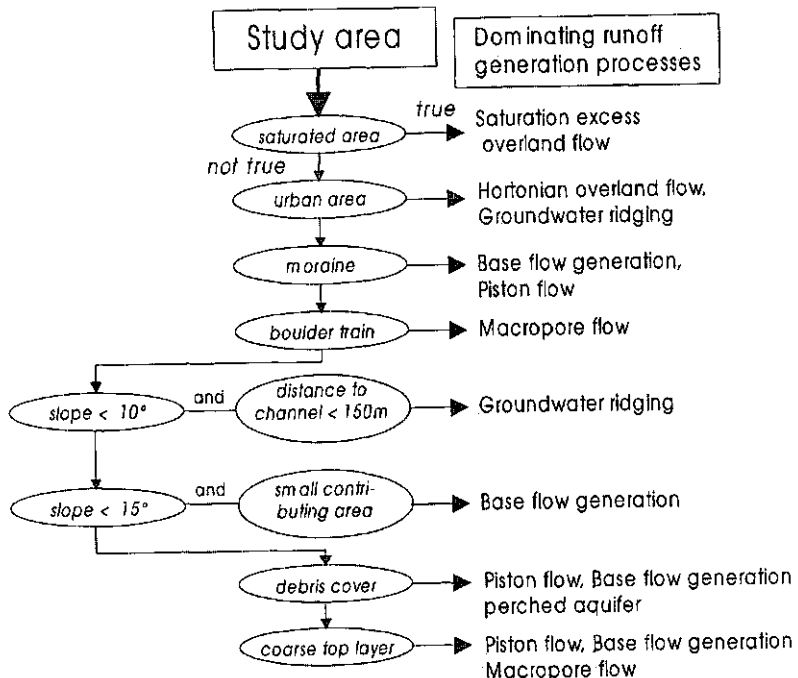 Study area
Dominating runoff
generation processes
true
saturated area
Saturation excess
overland flow
not true
urban area
Hortonian overland flow,
Groundwater ridging
moraine
Base flow generation,
Piston flow
boulder train
Macropore flow
slope < 10°
and
distance to
channel < 150m
Groundwater ridging
slope < 15°
and
small contri-
buting area
Base flow generation
debris cover
Piston flow, Base flow generation
perched aquifer
coarse top layer
Piston flow, Base flow generation
Macropore flow